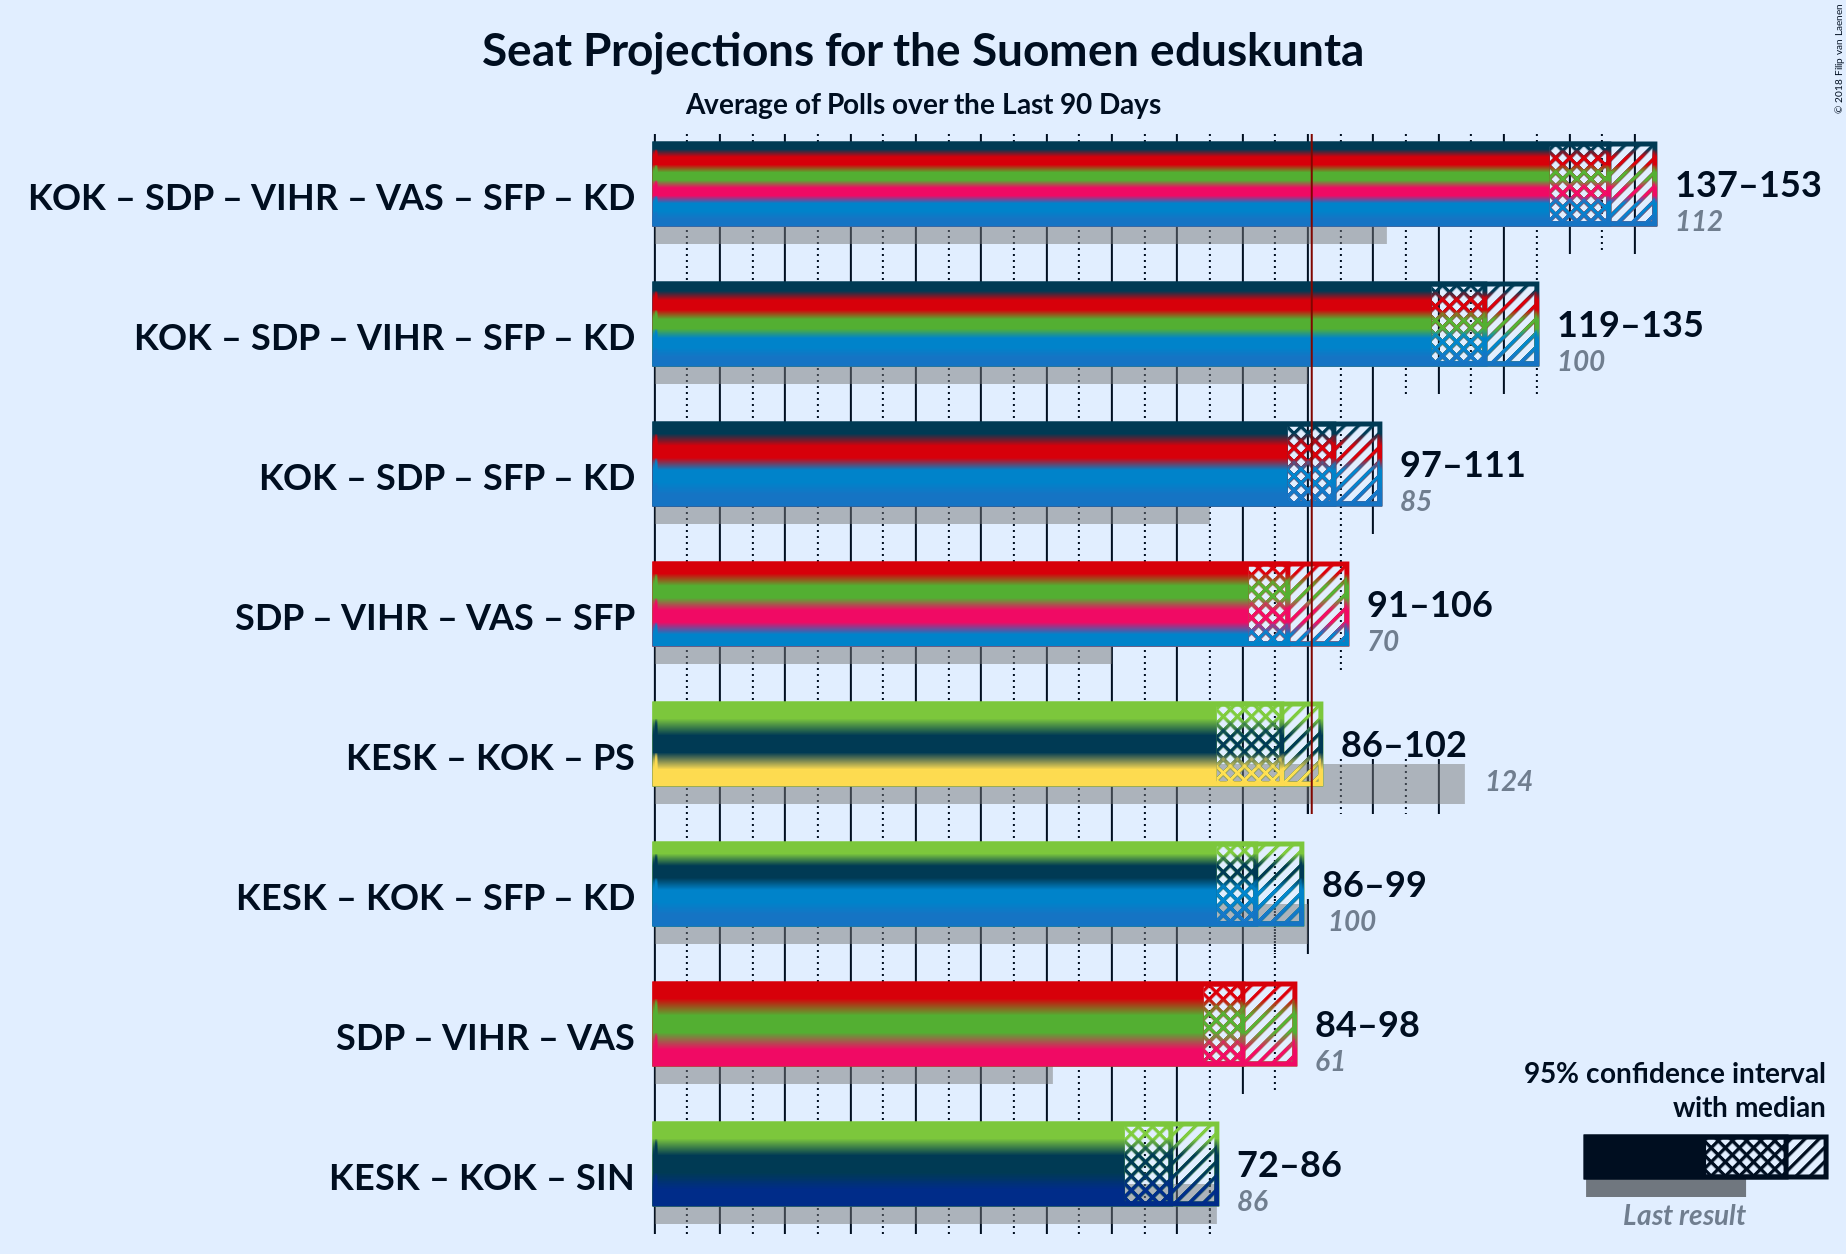 Seat Projections for the Suomen eduskunta
Average of Polls over the Last 90 Days
© 2018 Filip van Laenen
KOK – SDP – VIHR – VAS – SFP – KD
137–153
112
KOK – SDP – VIHR – SFP – KD
119–135
100
KOK – SDP – SFP – KD
97–111
85
SDP – VIHR – VAS – SFP
91–106
70
KESK – KOK – PS
86–102
124
KESK – KOK – SFP – KD
86–99
100
SDP – VIHR – VAS
84–98
61
KESK – KOK – SIN
72–86
86
95% confidence interval
with median
Last result